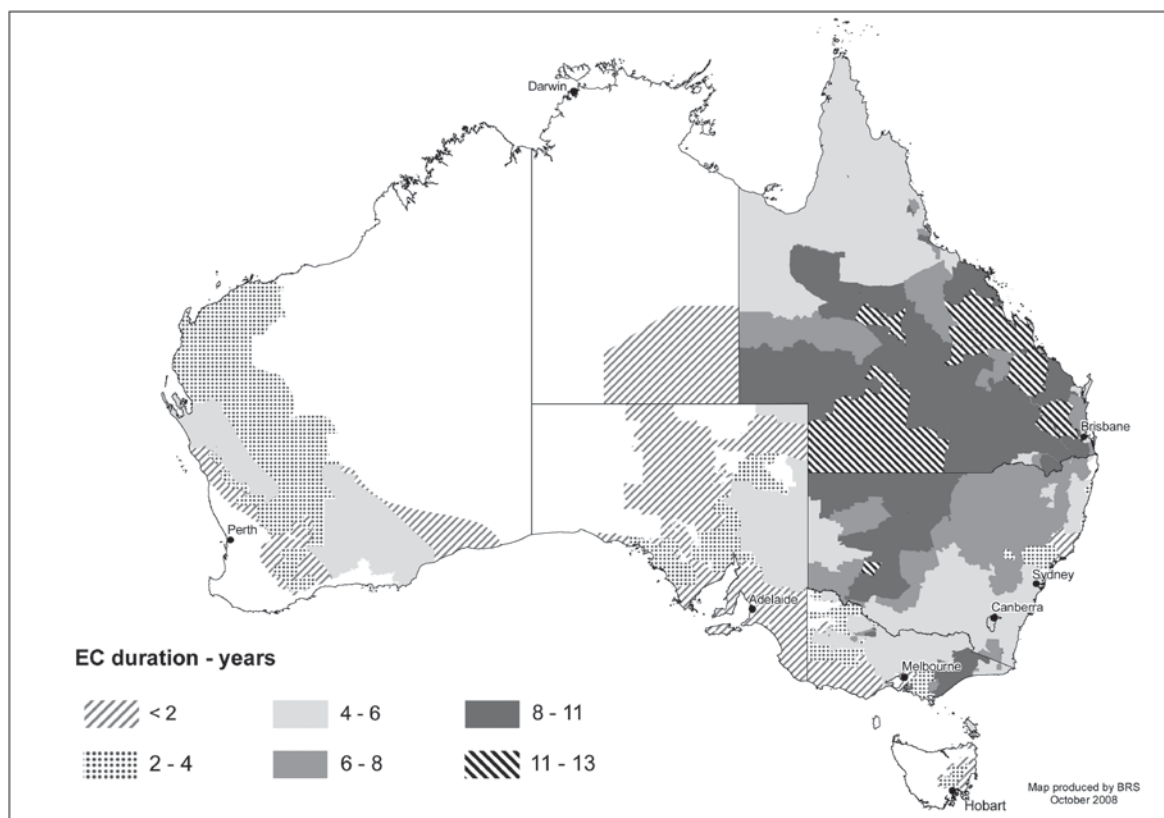 Darwin
Brisbane
Perth
Sydney
Adelaide
Canberra
Melbourne
EC duration - years
< 2
4 - 6
8 - 11
2 - 4
6 - 8
11 - 13
Hobart
Map produced by BRS
October 2008